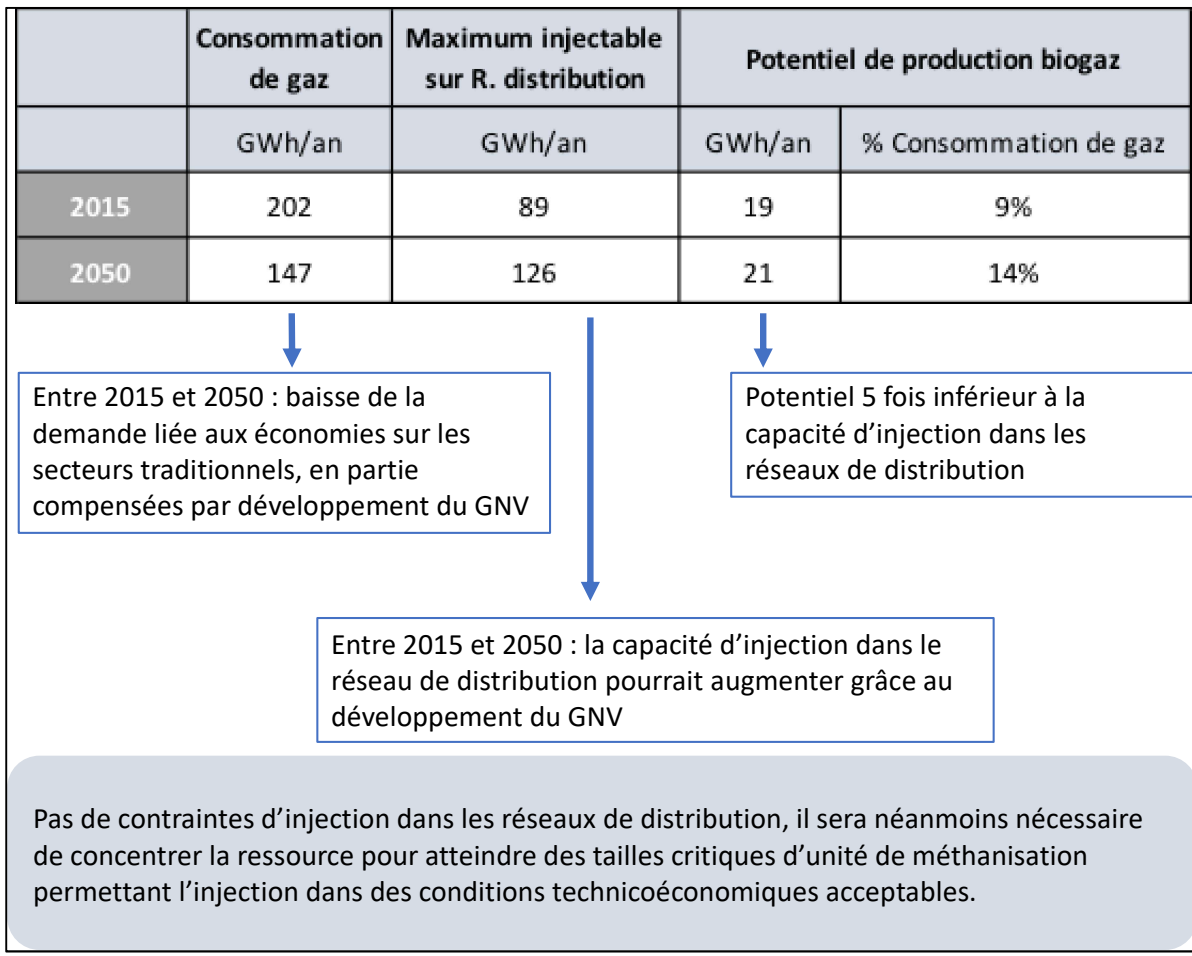 Consommation de gaz | Maximum injectable sur R. distribution | Potentiel de production biogaz
GWh/an | GWh/an | GWh/an | % Consommation de gaz
2015 | 202 | 89 | 19 | 9%
2050 | 147 | 126 | 21 | 14%
Entre 2015 et 2050 : baisse de la
demande liée aux économies sur les
secteurs traditionnels, en partie
compensées par développement du GNV
Potentiel 5 fois inférieur à la
capacité d’injection dans les
réseaux de distribution
Entre 2015 et 2050 : la capacité d’injection dans le
réseau de distribution pourrait augmenter grâce au
développement du GNV
Pas de contraintes d’injection dans les réseaux de distribution, il sera néanmoins nécessaire
de concentrer la ressource pour atteindre des tailles critiques d’unité de méthanisation
permettant l’injection dans des conditions technicoéconomiques acceptables.